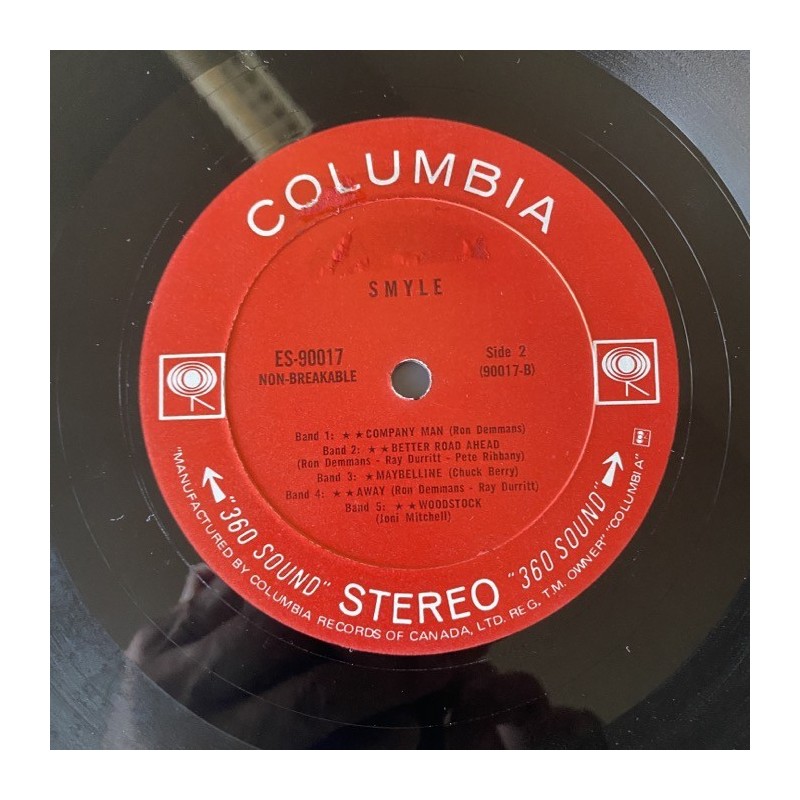 COLUMBIA
SMYLE
ES-90017
NON-BREAKABLE
Side 2
(90017-B)
Band 1: ★★COMPANY MAN (Ron Demmans)
Band 2: ★★BETTER ROAD AHEAD
(Ron Demmans - Ray Durritt - Pete Ribbany)
Band 3: ★MAYBELLINE (Chuck Berry)
Band 4: ★★AWAY (Ron Demmans - Ray Durritt)
Band 5: ★★WOODSTOCK
(Joni Mitchell)
"360 SOUND" STEREO "360 SOUND"
"MANUFACTURED BY COLUMBIA RECORDS OF CANADA, LTD. REG. T.M. OWNER" "COLUMBIA"